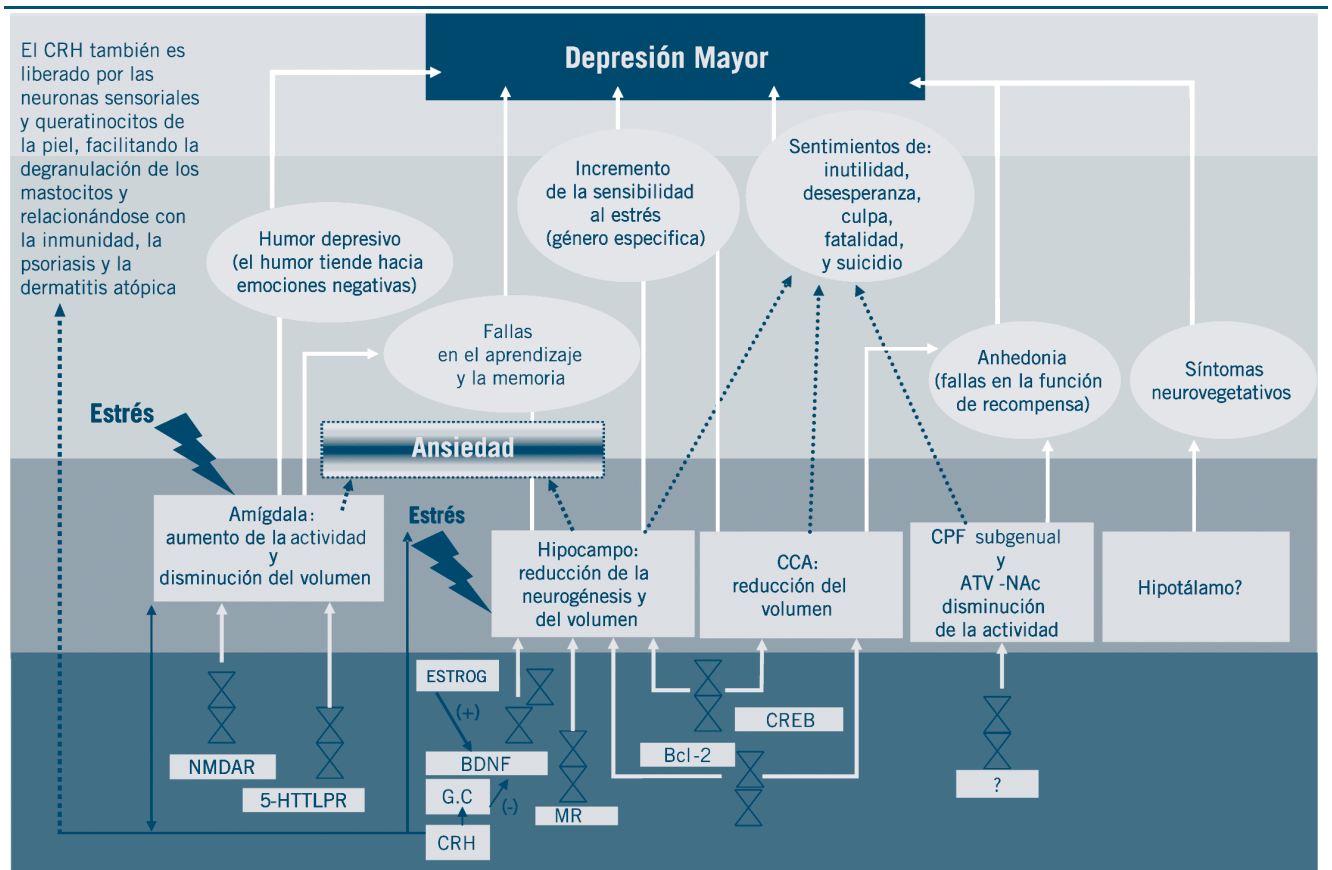 Depresión Mayor
El CRH también es
liberado por las
neuronas sensoriales
y queratinocitos de
la piel, facilitando la
degranulación de los
mastocitos y
relacionándose con
la inmunidad, la
psoriasis y la
dermatitis atópica
Humor depresivo
(el humor tiende hacia
emociones negativas)
Fallas
en el aprendizaje
y la memoria
Incremento
de la sensibilidad
al estrés
(género especifica)
Sentimientos de:
inutilidad,
desesperanza,
culpa,
fatalidad,
y suicidio
Anhedonia
(fallas en la función
de recompensa)
Síntomas
neurovegetativos
Estrés
Ansiedad
Amígdala:
aumento de la actividad
y
disminución del volumen
Estrés
Hipocampo:
reducción de la
neurogénesis y
del volumen
CCA:
reducción del
volumen
CPF subgenual
y
ATV -NAc
disminución
de la actividad
Hipotálamo?
NMDAR
5-HTTLPR
ESTROG
(+)
BDNF
G.C
(-)
CRH
MR
Bcl-2
CREB
?